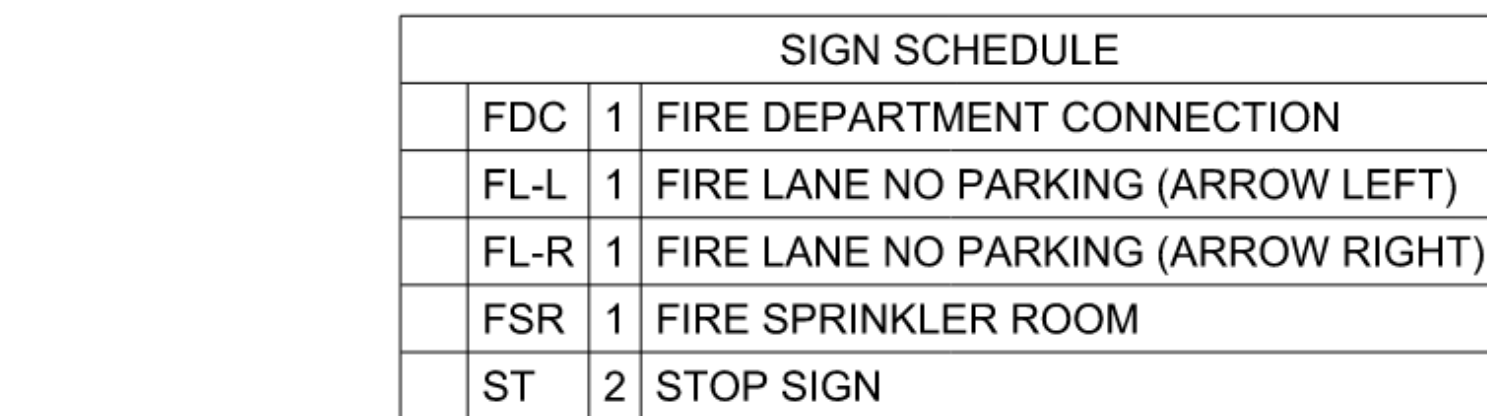 SIGN SCHEDULE
FDC 1 FIRE DEPARTMENT CONNECTION
FL-L 1 FIRE LANE NO PARKING (ARROW LEFT)
FL-R 1 FIRE LANE NO PARKING (ARROW RIGHT)
FSR 1 FIRE SPRINKLER ROOM
ST 2 STOP SIGN